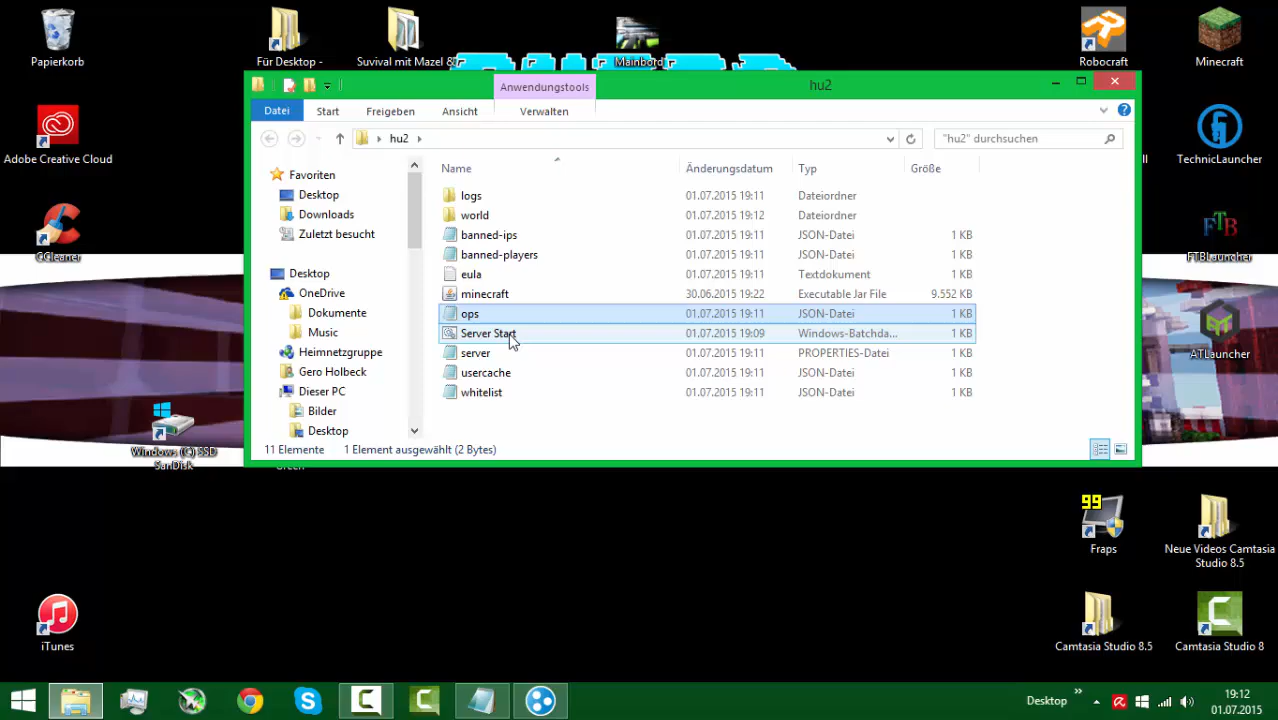 Papierkorb
Für Desktop -
Suvival mit Mazel 8
Mainbord
Robocraft
Minecraft
Anwendungstools
hu2
Datei
Start
Freigeben
Ansicht
Verwalten
hu2
"hu2" durchsuchen
Adobe Creative Cloud
TechnicLauncher
CCleaner
FTBLauncher
ATLauncher
Windows (C) SSD
SanDisk
Favoriten
Desktop
Downloads
Zuletzt besucht
Desktop
OneDrive
Dokumente
Music
Heimnetzgruppe
Gero Holbeck
Dieser PC
Bilder
Desktop
Name Änderungsdatum Typ Größe
logs 01.07.2015 19:11 Dateiordner
world 01.07.2015 19:12 Dateiordner
banned-ips 01.07.2015 19:11 JSON-Datei 1 KB
banned-players 01.07.2015 19:11 JSON-Datei 1 KB
eula 01.07.2015 19:11 Textdokument 1 KB
minecraft 30.06.2015 19:22 Executable Jar File 9.552 KB
ops 01.07.2015 19:11 JSON-Datei 1 KB
Server Start 01.07.2015 19:09 Windows-Batchda... 1 KB
server 01.07.2015 19:11 PROPERTIES-Datei 1 KB
usercache 01.07.2015 19:11 JSON-Datei 1 KB
whitelist 01.07.2015 19:11 JSON-Datei 1 KB
11 Elemente 1 Element ausgewählt (2 Bytes)
Green
99
Fraps
Neue Videos Camtasia
Studio 8.5
iTunes
Camtasia Studio 8.5
Camtasia Studio 8
Desktop
19:12
01.07.2015